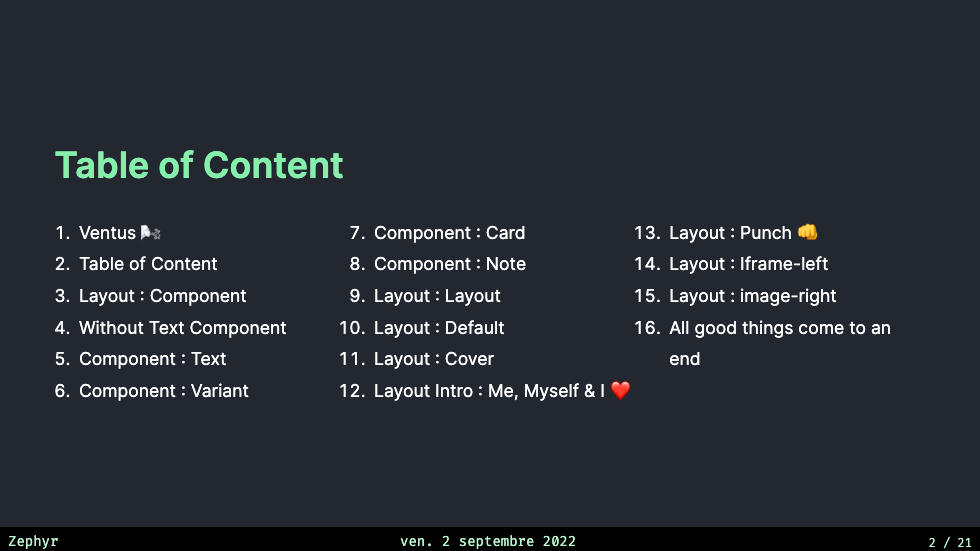 Table of Content
1. Ventus 🌬️
2. Table of Content
3. Layout : Component
4. Without Text Component
5. Component : Text
6. Component : Variant
7. Component : Card
8. Component : Note
9. Layout : Layout
10. Layout : Default
11. Layout : Cover
12. Layout Intro : Me, Myself & I ❤️
13. Layout : Punch 👊
14. Layout : Iframe-left
15. Layout : image-right
16. All good things come to an
end
Zephyr
ven. 2 septembre 2022
2 / 21